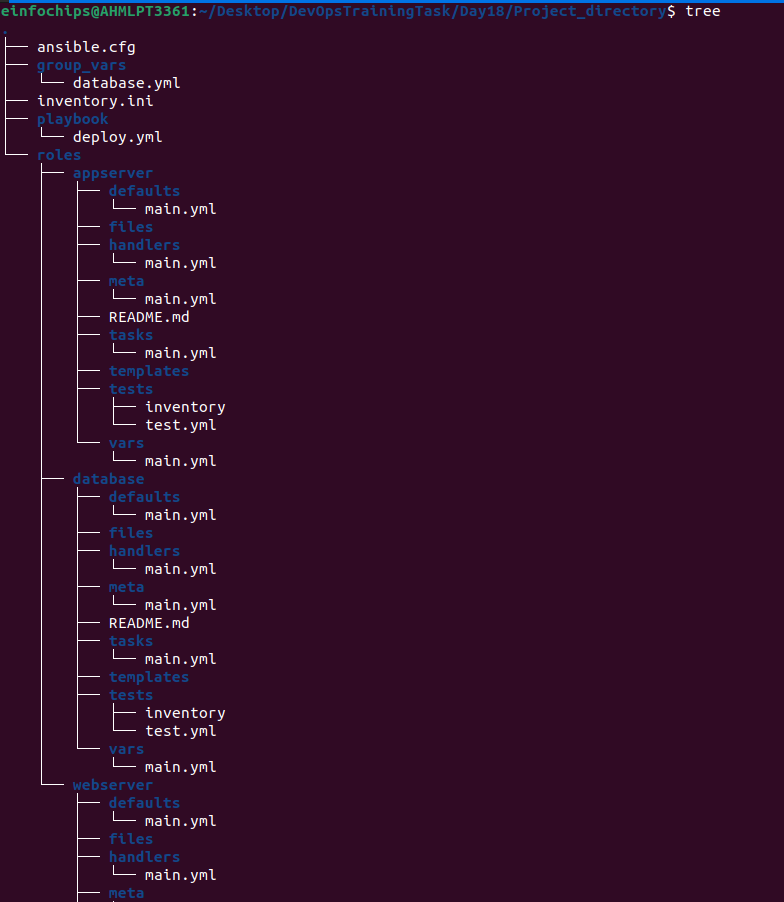 einfochips@AHMLPT3361:~/Desktop/DevOpsTrainingTask/Day18/Project_directory$ tree
.
├── ansible.cfg
├── group_vars
│   └── database.yml
├── inventory.ini
├── playbook
│   └── deploy.yml
└── roles
    ├── appserver
    │   ├── defaults
    │   │   └── main.yml
    │   ├── files
    │   ├── handlers
    │   │   └── main.yml
    │   ├── meta
    │   │   └── main.yml
    │   ├── README.md
    │   ├── tasks
    │   │   └── main.yml
    │   ├── templates
    │   ├── tests
    │   │   ├── inventory
    │   │   └── test.yml
    │   └── vars
    │       └── main.yml
    ├── database
    │   ├── defaults
    │   │   └── main.yml
    │   ├── files
    │   ├── handlers
    │   │   └── main.yml
    │   ├── meta
    │   │   └── main.yml
    │   ├── README.md
    │   ├── tasks
    │   │   └── main.yml
    │   ├── templates
    │   ├── tests
    │   │   ├── inventory
    │   │   └── test.yml
    │   └── vars
    │       └── main.yml
    └── webserver
        ├── defaults
        │   └── main.yml
        ├── files
        ├── handlers
        │   └── main.yml
        ├── meta